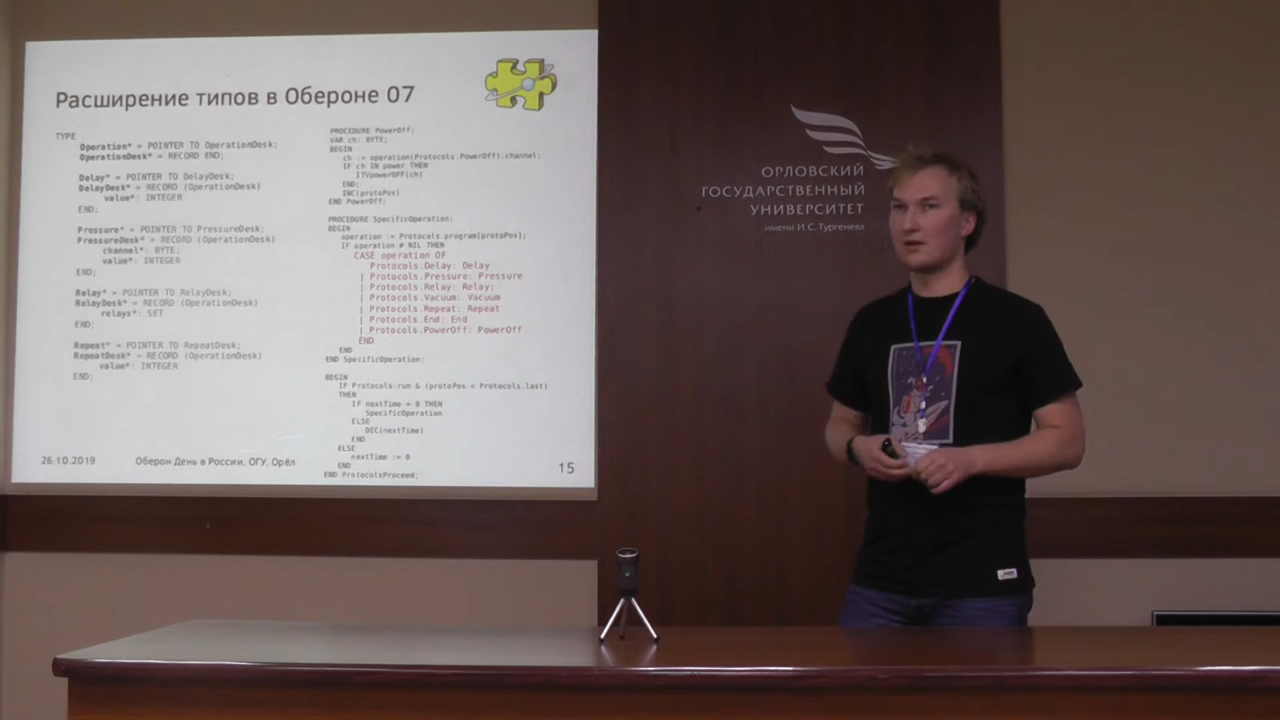 Расширение типов в Обероне 07
TYPE
Operation* = POINTER TO OperationDesk;
OperationDesk* = RECORD END;
Delay* = POINTER TO DelayDesk;
DelayDesk* = RECORD (OperationDesk)
value*: INTEGER
END;
Pressure* = POINTER TO PressureDesk;
PressureDesk* = RECORD (OperationDesk)
channel*: BYTE;
value*: INTEGER
END;
Relay* = POINTER TO RelayDesk;
RelayDesk* = RECORD (OperationDesk)
relays*: SET
END;
Repeat* = POINTER TO RepeatDesk;
RepeatDesk* = RECORD (OperationDesk)
value*: INTEGER
END;
PROCEDURE PowerOff;
VAR ch: BYTE;
BEGIN
ch := operation(Protocols.PowerOff).channel;
IF ch IN power THEN
ITVpowerOFF(ch)
END;
INC(protoPos)
END PowerOff;
PROCEDURE SpecificOperation;
BEGIN
operation := Protocols.program[protoPos];
IF operation # NIL THEN
CASE operation OF
Protocols.Delay: Delay
| Protocols.Pressure: Pressure
| Protocols.Relay: Relay;
| Protocols.Vacuum: Vacuum
| Protocols.Repeat: Repeat
| Protocols.End: End
| Protocols.PowerOff: PowerOff
END
END
END SpecificOperation;
BEGIN
IF Protocols.run & (protoPos < Protocols.last)
THEN
IF nextTime = 0 THEN
SpecificOperation
ELSE
DEC(nextTime)
END
ELSE
nextTime := 0
END
END ProtocolsProceed;
26.10.2019
Оберон День в России, ОГУ, Орёл
15
ОРЛОВСКИЙ
ГОСУДАРСТВЕННЫЙ
УНИВЕРСИТЕТ
имени И.С. Тургенева